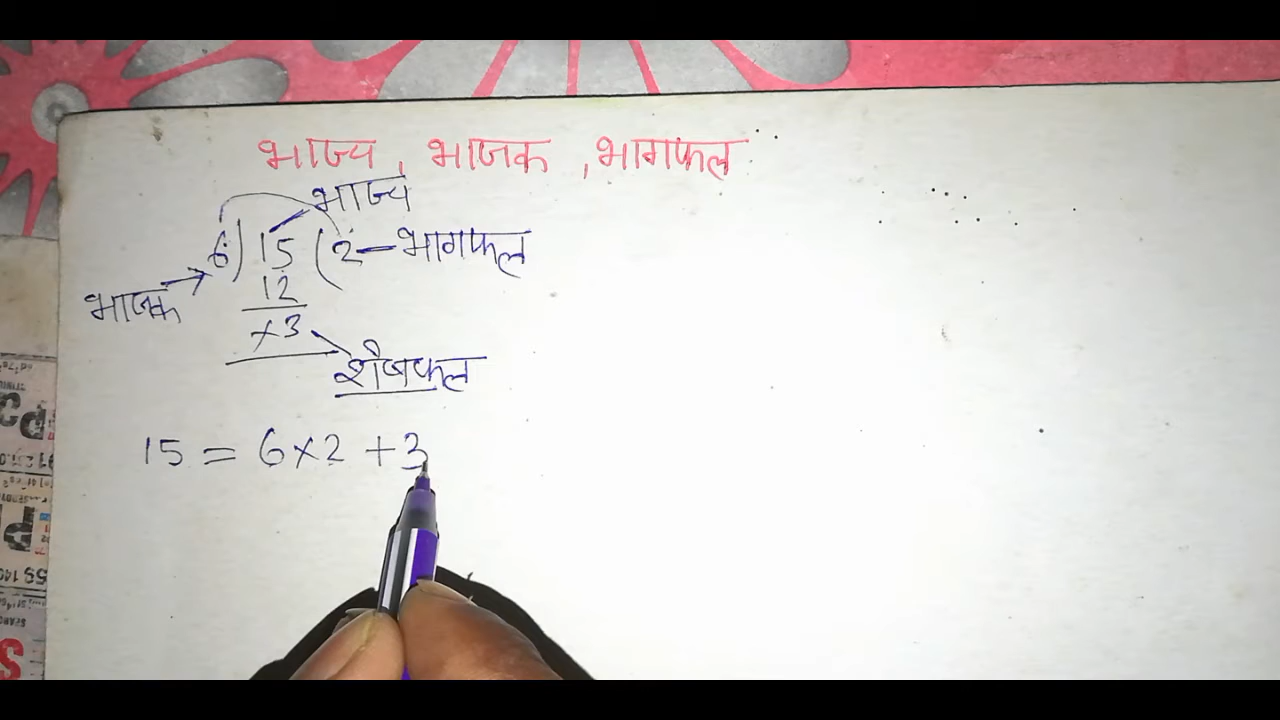 भाज्य, भाजक, भागफल
भाज्य
6) 15 (2 – भागफल
भाजक
12
×3
शेषफल
15 = 6×2 +3